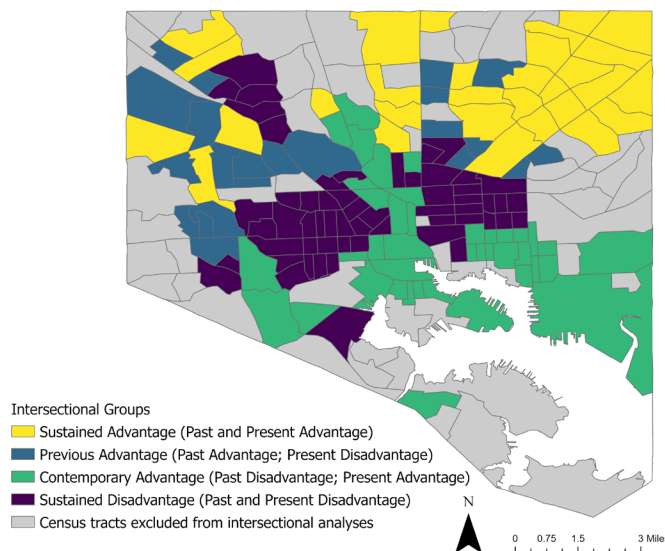 Intersectional Groups
Sustained Advantage (Past and Present Advantage)
Previous Advantage (Past Advantage; Present Disadvantage)
Contemporary Advantage (Past Disadvantage; Present Advantage)
Sustained Disadvantage (Past and Present Disadvantage)
Census tracts excluded from intersectional analyses
N
0 0.75 1.5 3 Mile